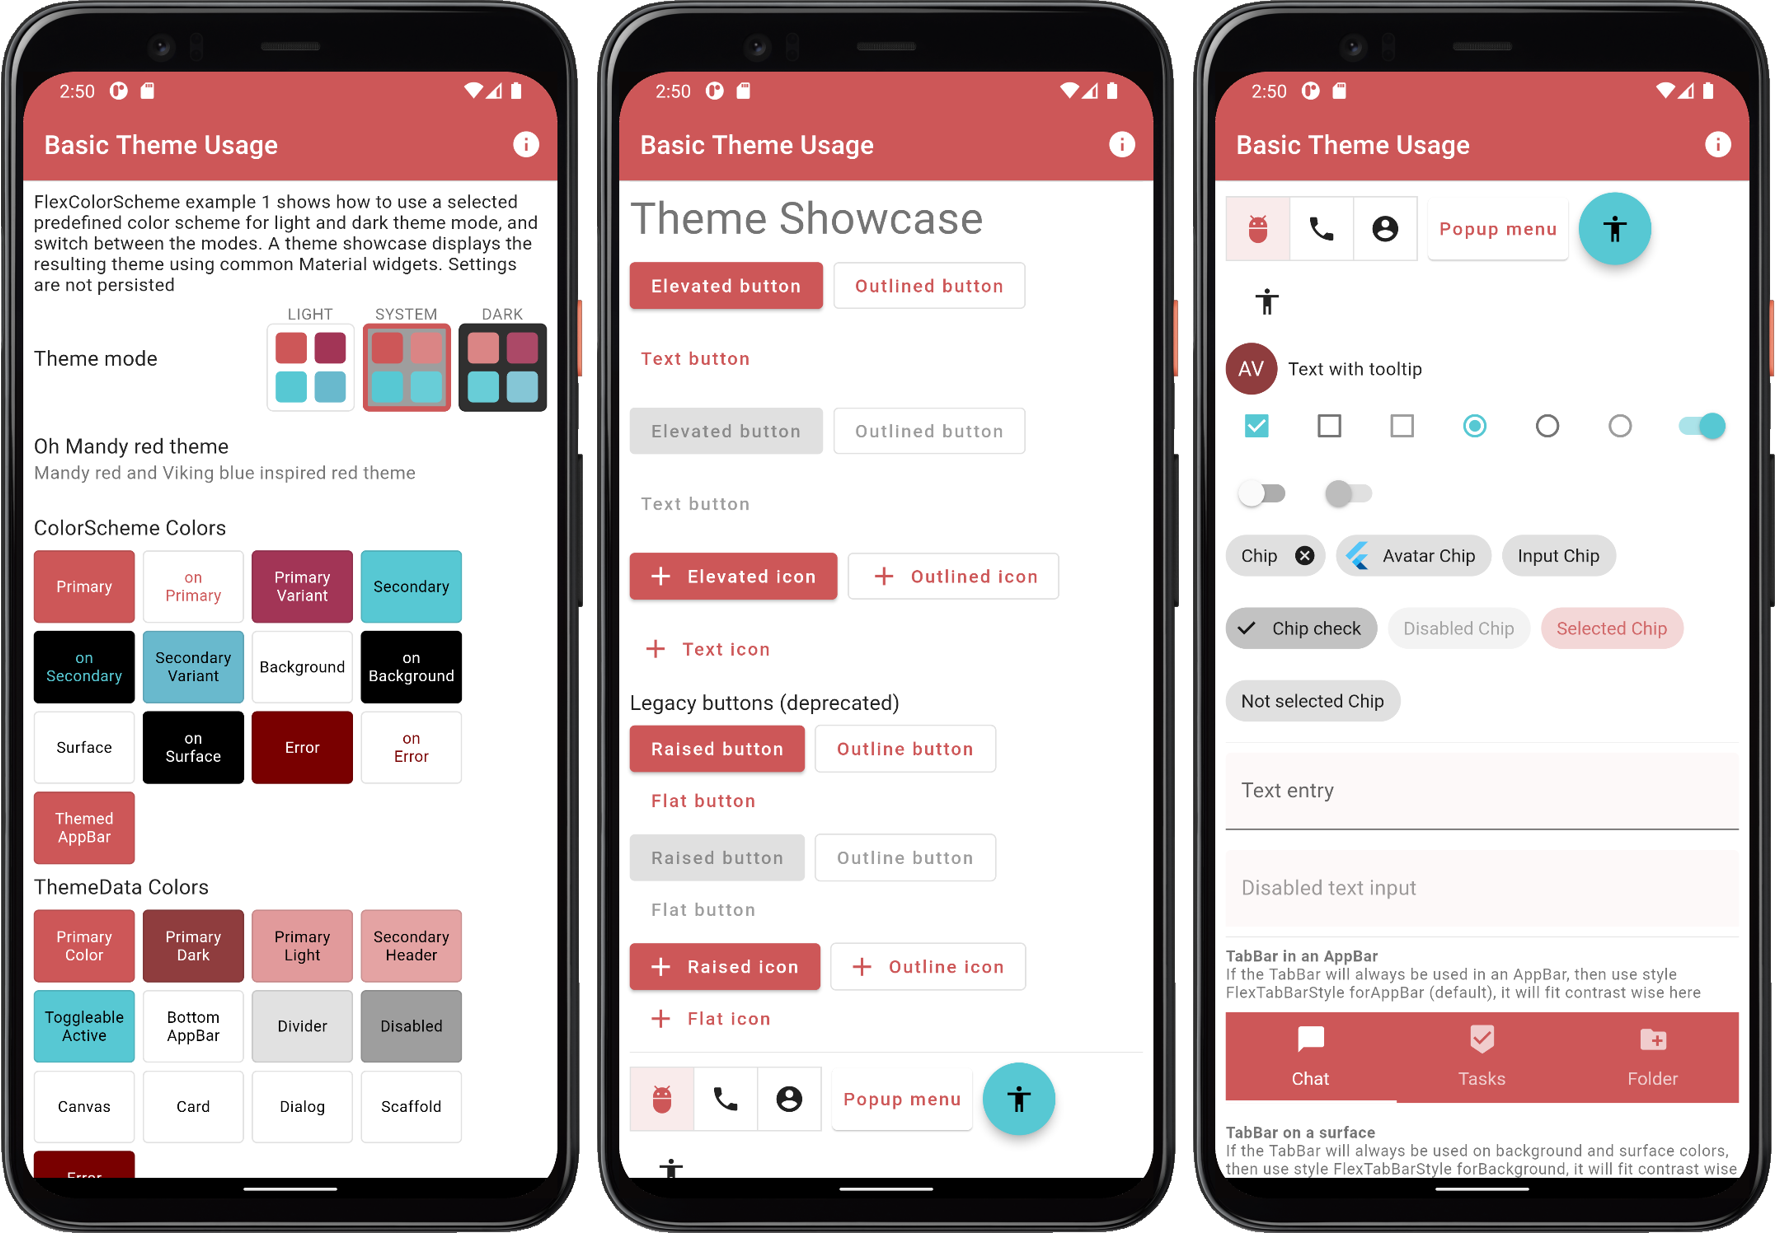 2:50
Basic Theme Usage
FlexColorScheme example 1 shows how to use a selected
predefined color scheme for light and dark theme mode, and
switch between the modes. A theme showcase displays the
resulting theme using common Material widgets. Settings
are not persisted
LIGHT SYSTEM DARK
Theme mode
Oh Mandy red theme
Mandy red and Viking blue inspired red theme
ColorScheme Colors
Primary
on
Primary
Primary
Variant
Secondary
on
Secondary
Secondary
Variant
Background
on
Background
Surface
on
Surface
Error
on
Error
Themed
AppBar
ThemeData Colors
Primary
Color
Primary
Dark
Primary
Light
Secondary
Header
Toggleable
Active
Bottom
AppBar
Divider
Disabled
Canvas
Card
Dialog
Scaffold
Error
2:50
Basic Theme Usage
Theme Showcase
Elevated button Outlined button
Text button
Elevated button Outlined button
Text button
Elevated icon Outlined icon
Text icon
Legacy buttons (deprecated)
Raised button Outline button
Flat button
Raised button Outline button
Flat button
Raised icon Outline icon
Flat icon
Popup menu
2:50
Basic Theme Usage
Popup menu
AV Text with tooltip
Chip Avatar Chip Input Chip
Chip check Disabled Chip Selected Chip
Not selected Chip
Text entry
Disabled text input
TabBar in an AppBar
If the TabBar will always be used in an AppBar, then use style
FlexTabBarStyle forAppBar (default), it will fit contrast wise here
Chat Tasks Folder
TabBar on a surface
If the TabBar will always be used on background and surface colors,
then use style FlexTabBarStyle forBackground, it will fit contrast wise